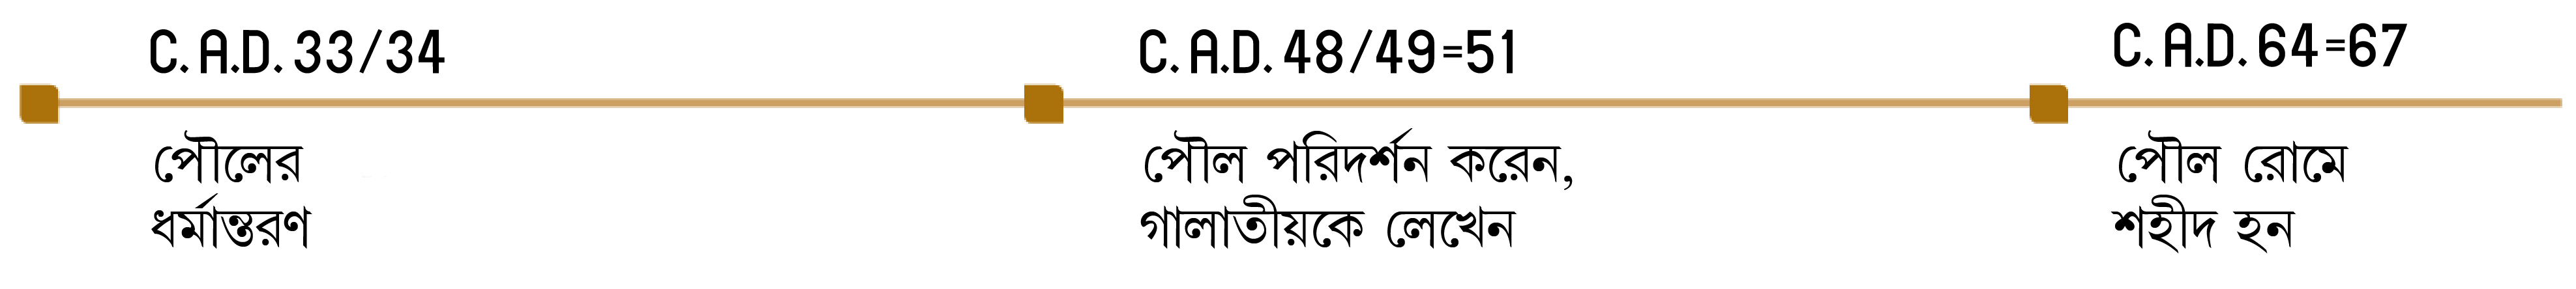 C. A.D. 33/34
C. A.D. 48/49=51
C. A.D. 64=67
পৌলের
ধর্মান্তরণ
পৌল পরিদর্শন করেন,
গালাতীয়কে লেখেন
পৌল রোমে
শহীদ হন